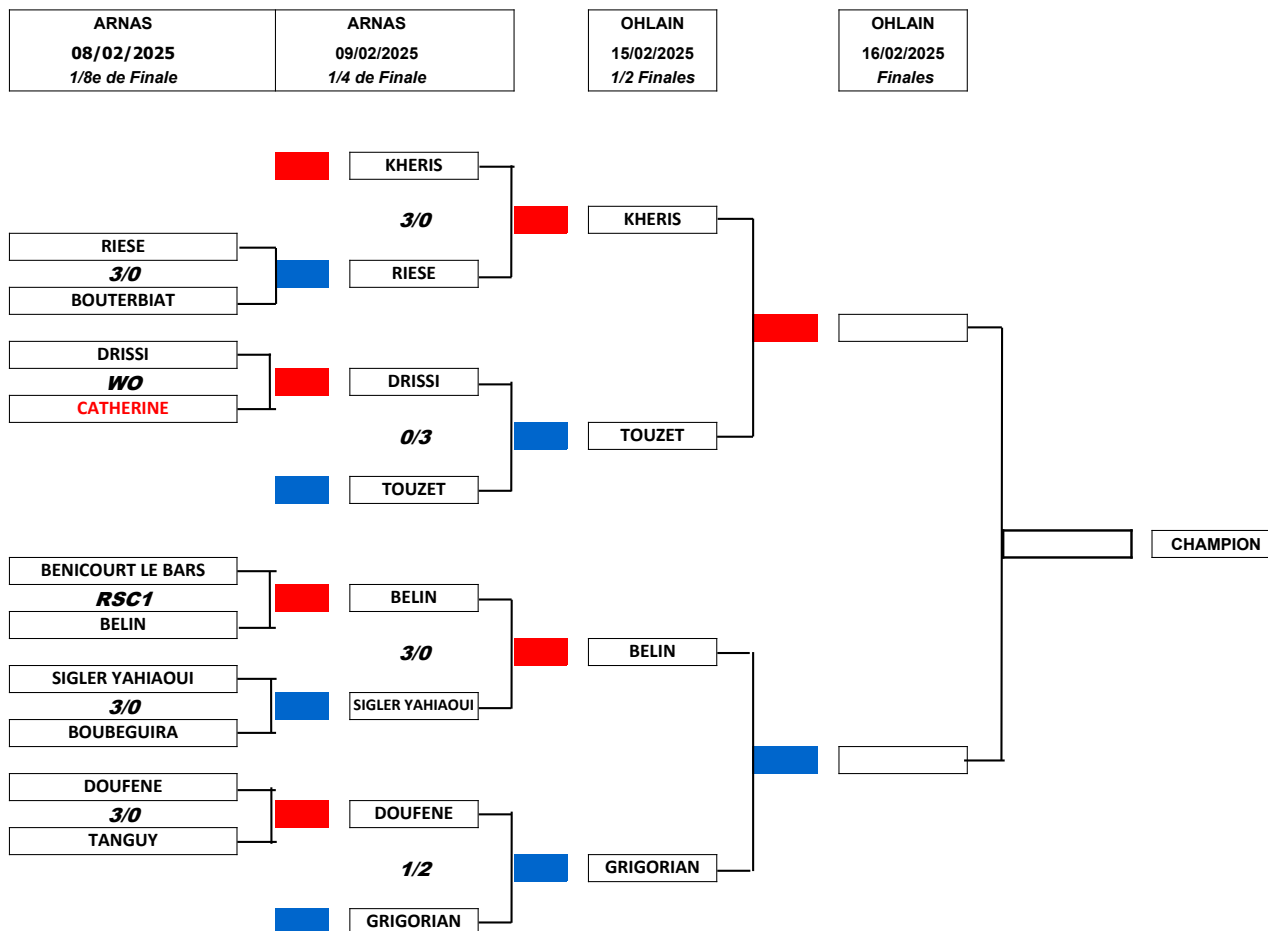 ARNAS
08/02/2025
1/8e de Finale
ARNAS
09/02/2025
1/4 de Finale
OHLAIN
15/02/2025
1/2 Finales
OHLAIN
16/02/2025
Finales
RIESE
3/0
BOUTERBIAT
DRISSI
WO
CATHERINE
BENICOURT LE BARS
RSC1
BELIN
SIGLER YAHIAOUI
3/0
BOUBEGUIRA
DOUFENE
3/0
TANGUY
KHERIS
3/0
RIESE
DRISSI
0/3
TOUZET
BELIN
3/0
SIGLER YAHIAOUI
DOUFENE
1/2
GRIGORIAN
KHERIS
TOUZET
BELIN
GRIGORIAN
CHAMPION